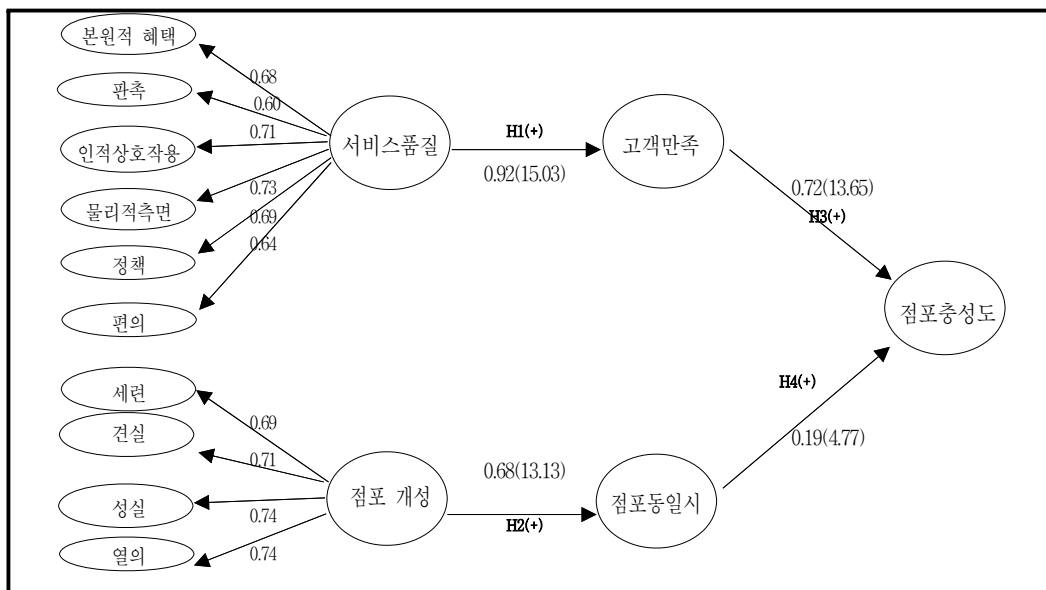 본원적 혜택
0.68
판촉
0.60
인적상호작용
0.71
서비스품질
H1(+)
0.92(15.03)
고객만족
물리적측면
0.73
0.72(13.65)
H3(+)
정책
0.69
0.64
편의
점포충성도
세련
0.69
견실
0.71
H4(+)
0.19(4.77)
성실
0.74
점포 개성
0.68(13.13)
H2(+)
점포동일시
열의
0.74